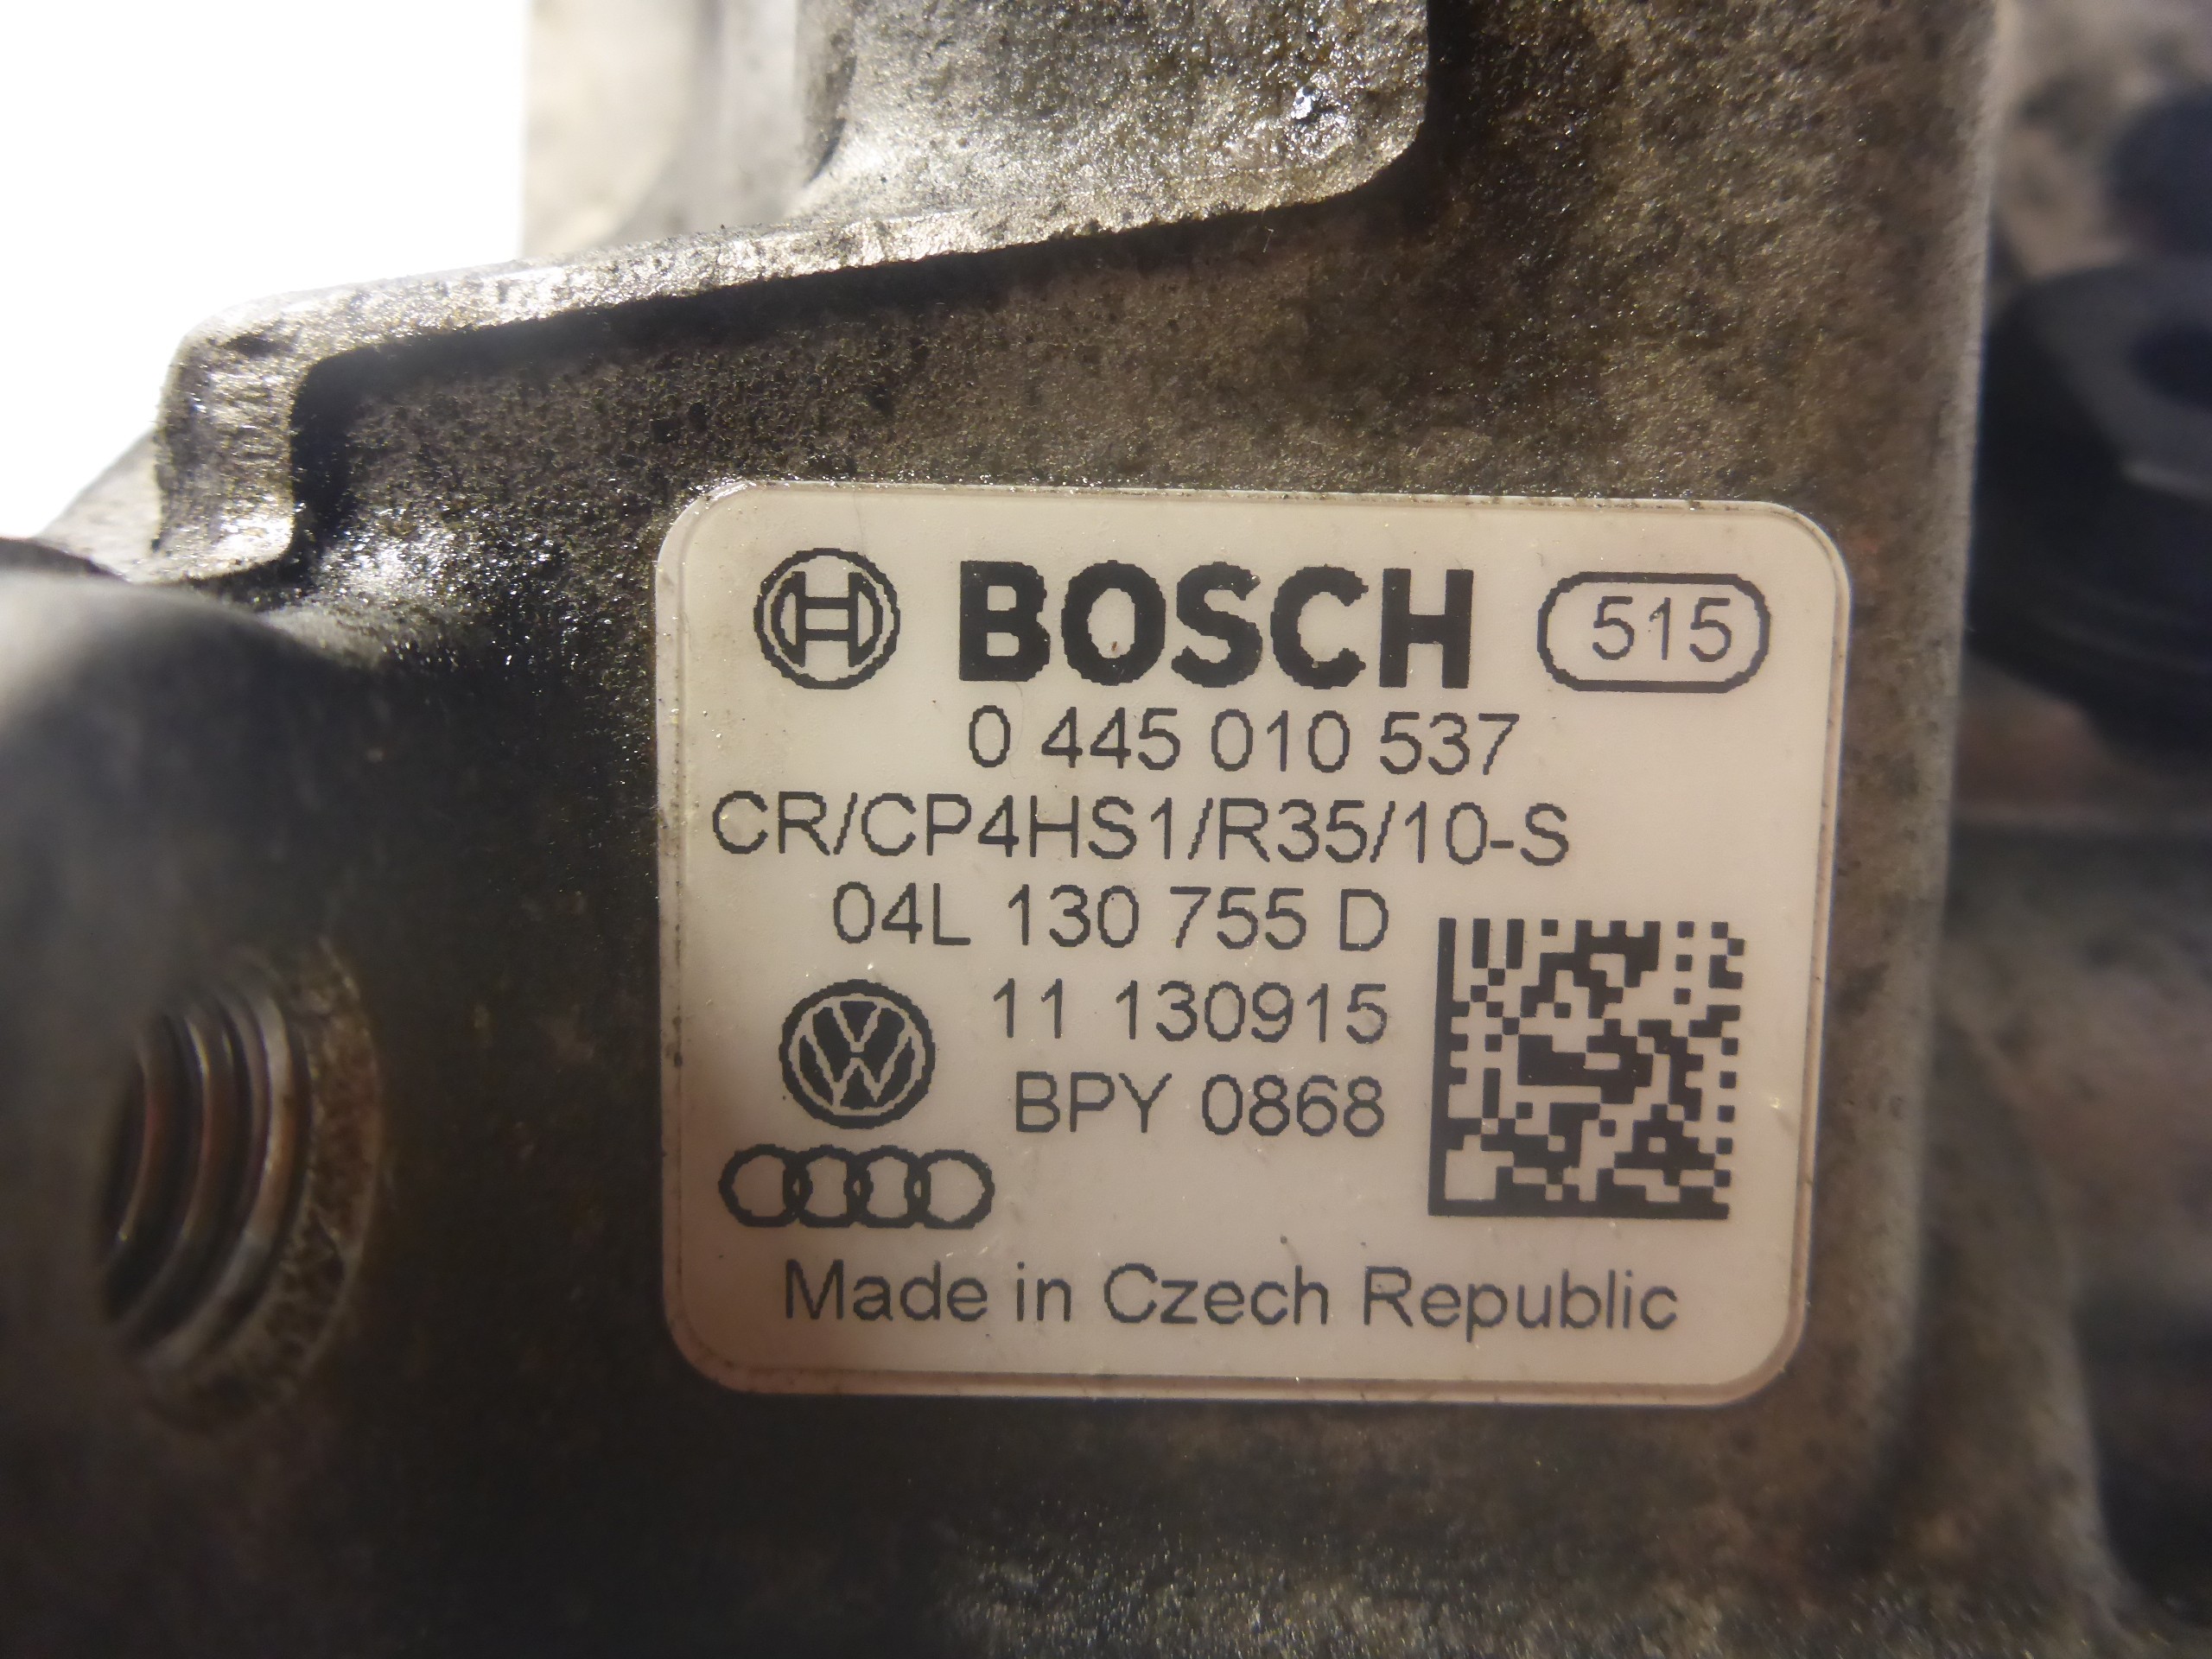 BOSCH 515
0 445 010 537
CR/CP4HS1/R35/10-S
04L 130 755 D
11 130915
BPY 0868
Made in Czech Republic